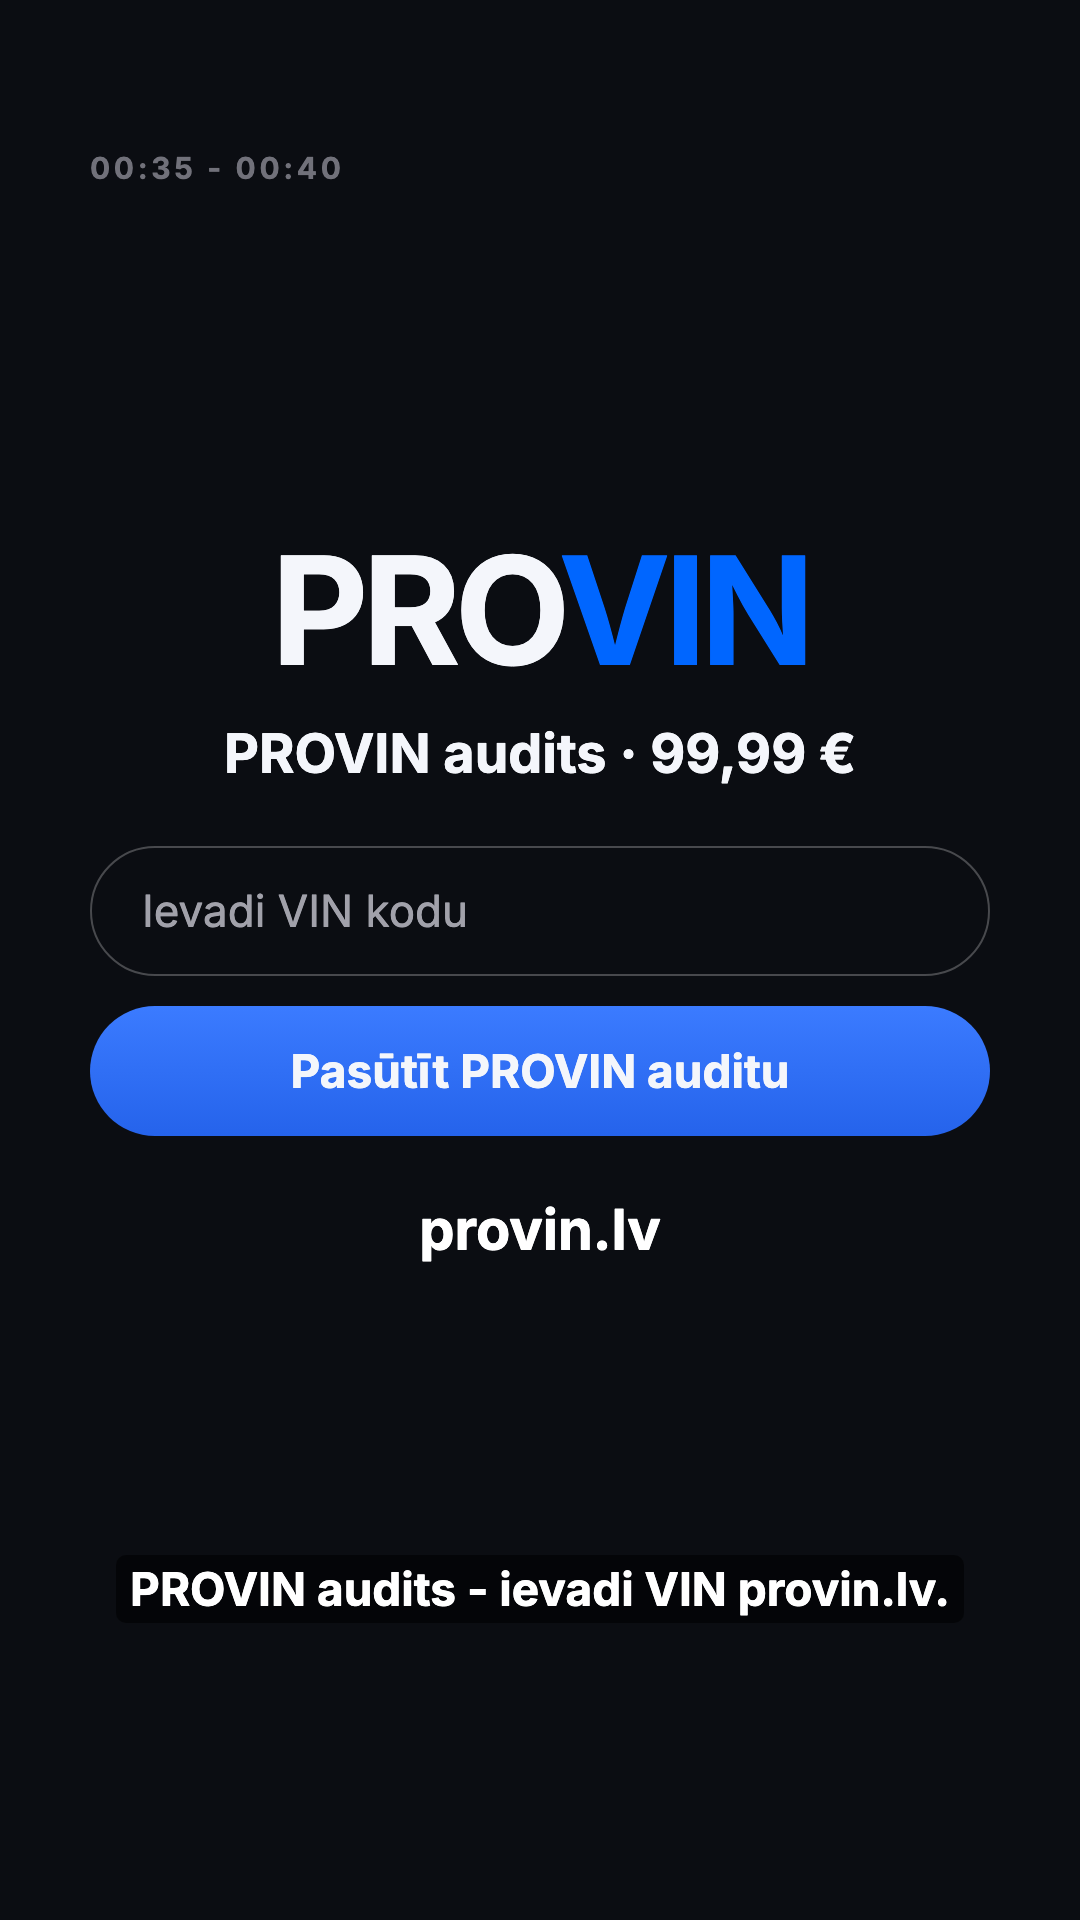 00:35 - 00:40
PROVIN
PROVIN audits · 99,99 €
Ievadi VIN kodu
Pasūtīt PROVIN auditu
provin.lv
PROVIN audits - ievadi VIN provin.lv.